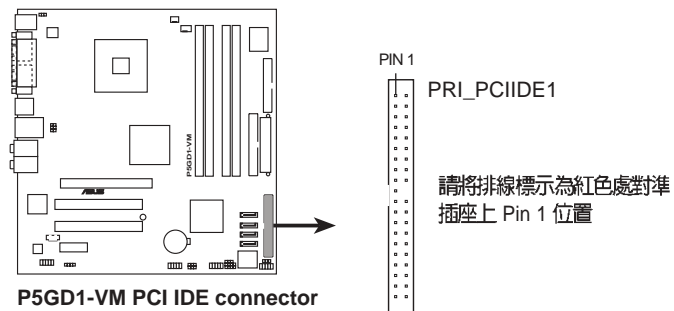 PIN 1
PRI_PCIIDE1
P5GD1-VM
ASUS
請將排線標示為紅色處對準
插座上 Pin 1 位置
P5GD1-VM PCI IDE connector